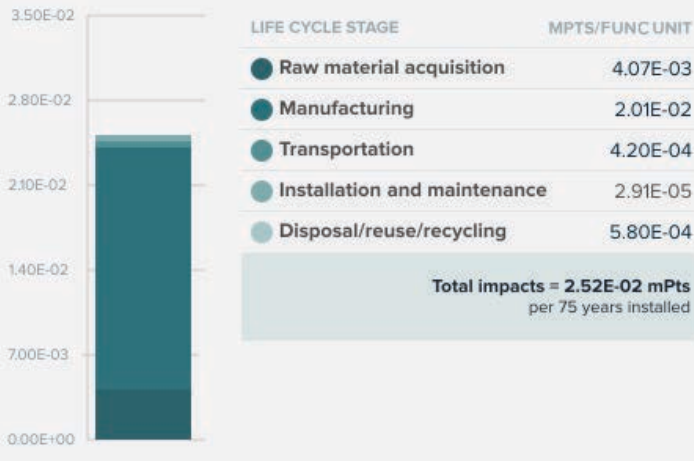 3.50E-02
2.80E-02
2.10E-02
1.40E-02
7.00E-03
0.00E+00
LIFE CYCLE STAGE MPTS/FUNC UNIT
Raw material acquisition 4.07E-03
Manufacturing 2.01E-02
Transportation 4.20E-04
Installation and maintenance 2.91E-05
Disposal/reuse/recycling 5.80E-04
Total impacts = 2.52E-02 mPts
per 75 years installed